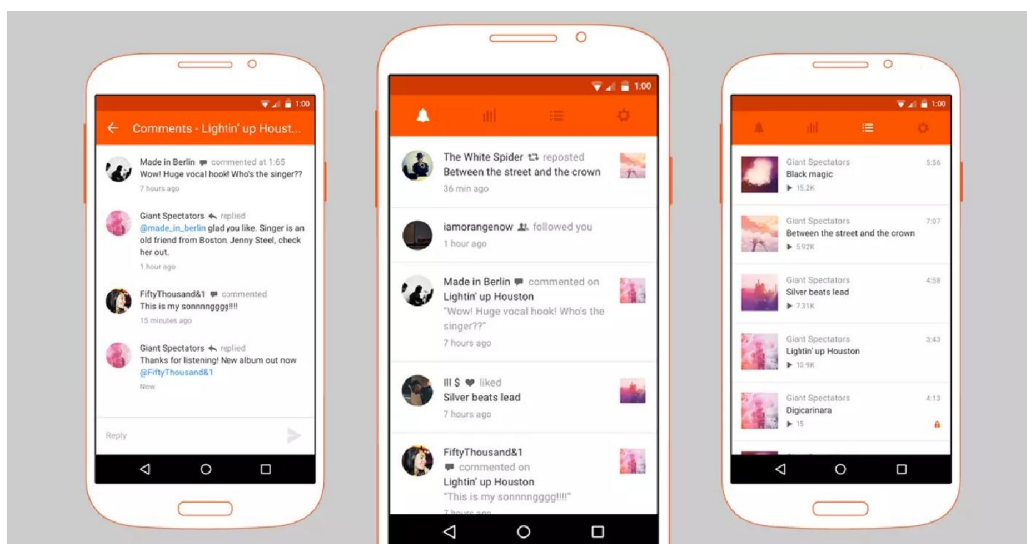 1:00
Comments - Lightin' up Houst...
Made in Berlin commented at 1:65
Wow! Huge vocal hook! Who's the singer??
7 hours ago
Giant Spectators replied
@made_in_berlin glad you like. Singer is an
old friend from Boston Jenny Steel, check
her out.
1 hour ago
FiftyThousand&1 commented
This is my sonnnngggg!!!!
15 minutes ago
Giant Spectators replied
Thanks for listening! New album out now
@FiftyThousand&1
Now
Reply
1:00
The White Spider reposted
Between the street and the crown
36 min ago
iamorangenow followed you
1 hour ago
Made in Berlin commented on
Lightin' up Houston
"Wow! Huge vocal hook! Who's the
singer??"
7 hours ago
III $ liked
Silver beats lead
7 hours ago
FiftyThousand&1
commented on
Lightin' up Houston
"This is my sonnnngggg!!!!"
7 hours ago
1:00
Giant Spectators 5:56
Black magic
15.2K
Giant Spectators 7:07
Between the street and the crown
5.92K
Giant Spectators 4:58
Silver beats lead
7.31K
Giant Spectators 3:43
Lightin' up Houston
10.9K
Giant Spectators 4:13
Digicarinara
15